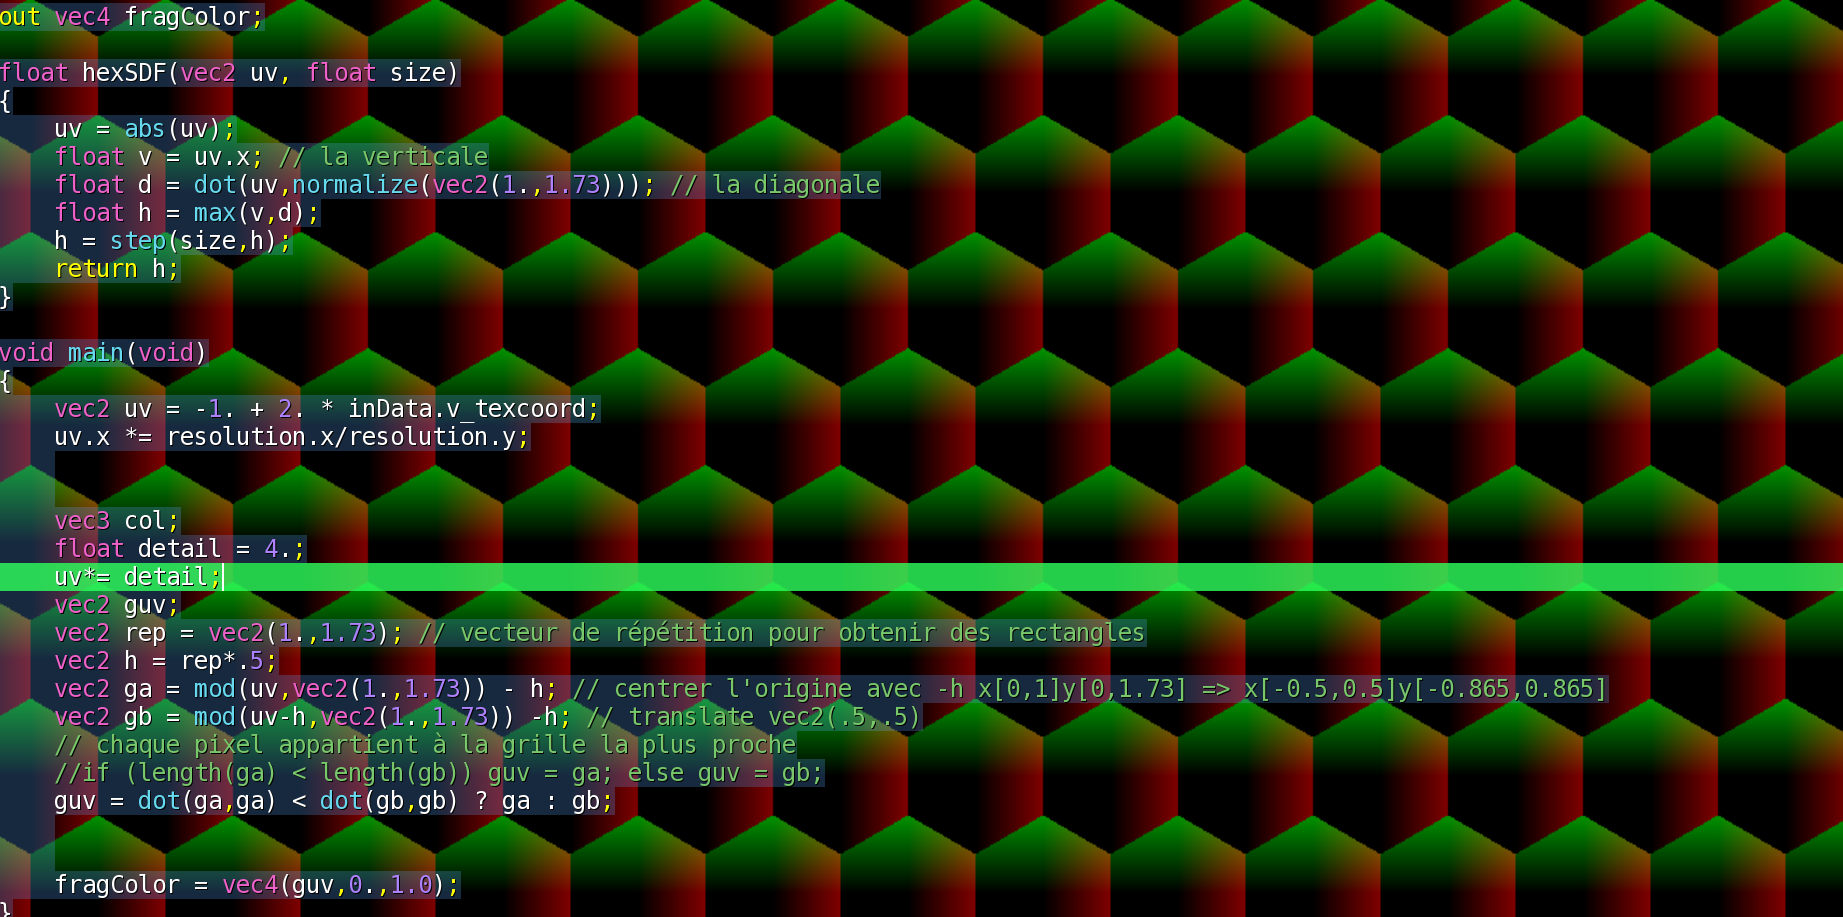 out vec4 fragColor;
float hexSDF(vec2 uv, float size)
{
uv = abs(uv);
float v = uv.x; // la verticale
float d = dot(uv,normalize(vec2(1.,1.73))); // la diagonale
float h = max(v,d);
h = step(size,h);
return h;
}
void main(void)
{
vec2 uv = -1. + 2. * inData.v_texcoord;
uv.x *= resolution.x/resolution.y;
vec3 col;
float detail = 4.;
uv*= detail;
vec2 guv;
vec2 rep = vec2(1.,1.73); // vecteur de répétition pour obtenir des rectangles
vec2 h = rep*.5;
vec2 ga = mod(uv,vec2(1.,1.73)) - h; // centrer l'origine avec -h x[0,1]y[0,1.73] => x[-0.5,0.5]y[-0.865,0.865]
vec2 gb = mod(uv-h,vec2(1.,1.73)) -h; // translate vec2(.5,.5)
// chaque pixel appartient à la grille la plus proche
//if (length(ga) < length(gb)) guv = ga; else guv = gb;
guv = dot(ga,ga) < dot(gb,gb) ? ga : gb;
fragColor = vec4(guv,0.,1.0);
}